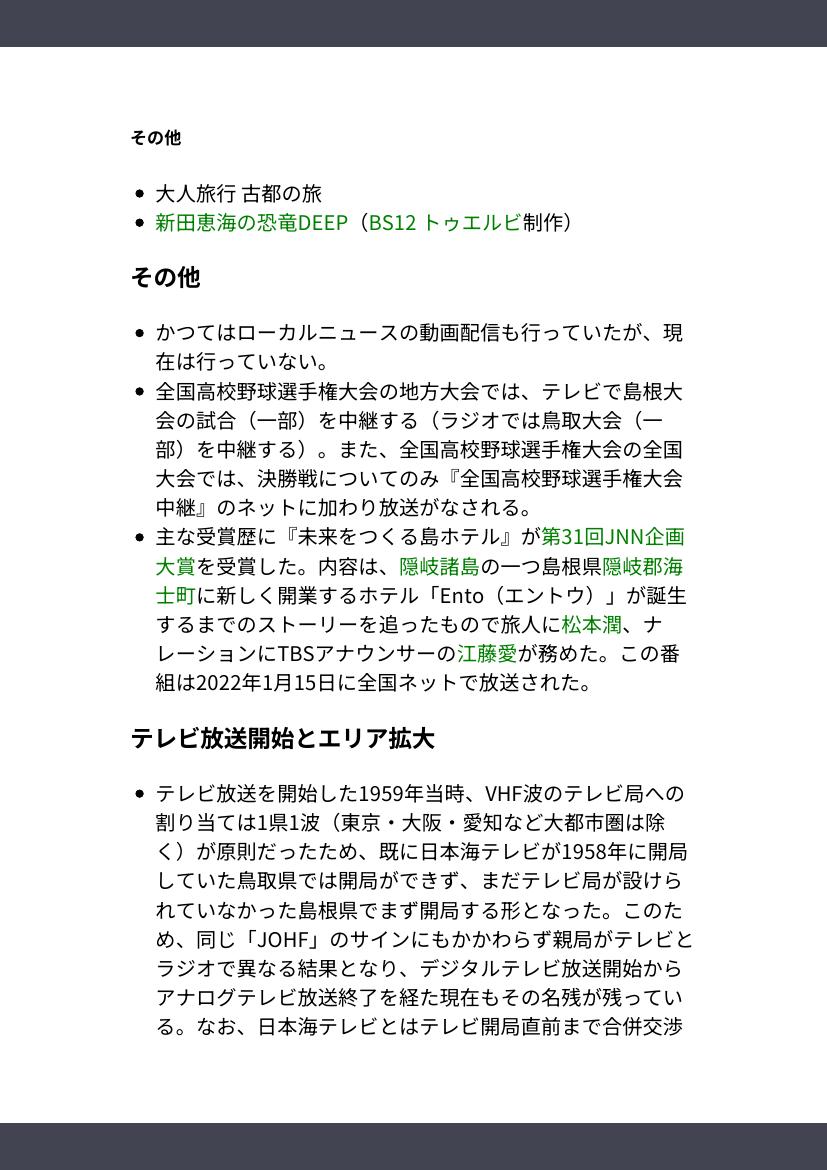 その他
• 大人旅行 古都の旅
• 新田恵海の恐竜DEEP（BS12 トゥエルビ制作）
その他
• かつてはローカルニュースの動画配信も行っていたが、現
在は行っていない。
• 全国高校野球選手権大会の地方大会では、テレビで島根大
会の試合（一部）を中継する（ラジオでは鳥取大会（一
部）を中継する）。また、全国高校野球選手権大会の全国
大会では、決勝戦についてのみ『全国高校野球選手権大会
中継』のネットに加わり放送がなされる。
• 主な受賞歴に『未来をつくる島ホテル』が第31回JNN企画
大賞を受賞した。内容は、隠岐諸島の一つ島根県隠岐郡海
士町に新しく開業するホテル「Ento（エントウ）」が誕生
するまでのストーリーを追ったもので旅人に松本潤、ナ
レーションにTBSアナウンサーの江藤愛が務めた。この番
組は2022年1月15日に全国ネットで放送された。
テレビ放送開始とエリア拡大
• テレビ放送を開始した1959年当時、VHF波のテレビ局への
割り当ては1県1波（東京・大阪・愛知など大都市圏は除
く）が原則だったため、既に日本海テレビが1958年に開局
していた鳥取県では開局ができず、まだテレビ局が設けら
れていなかった島根県でまず開局する形となった。このた
め、同じ「JOHF」のサインにもかかわらず親局がテレビと
ラジオで異なる結果となり、デジタルテレビ放送開始から
アナログテレビ放送終了を経た現在もその名残が残ってい
る。なお、日本海テレビとはテレビ開局直前まで合併交渉